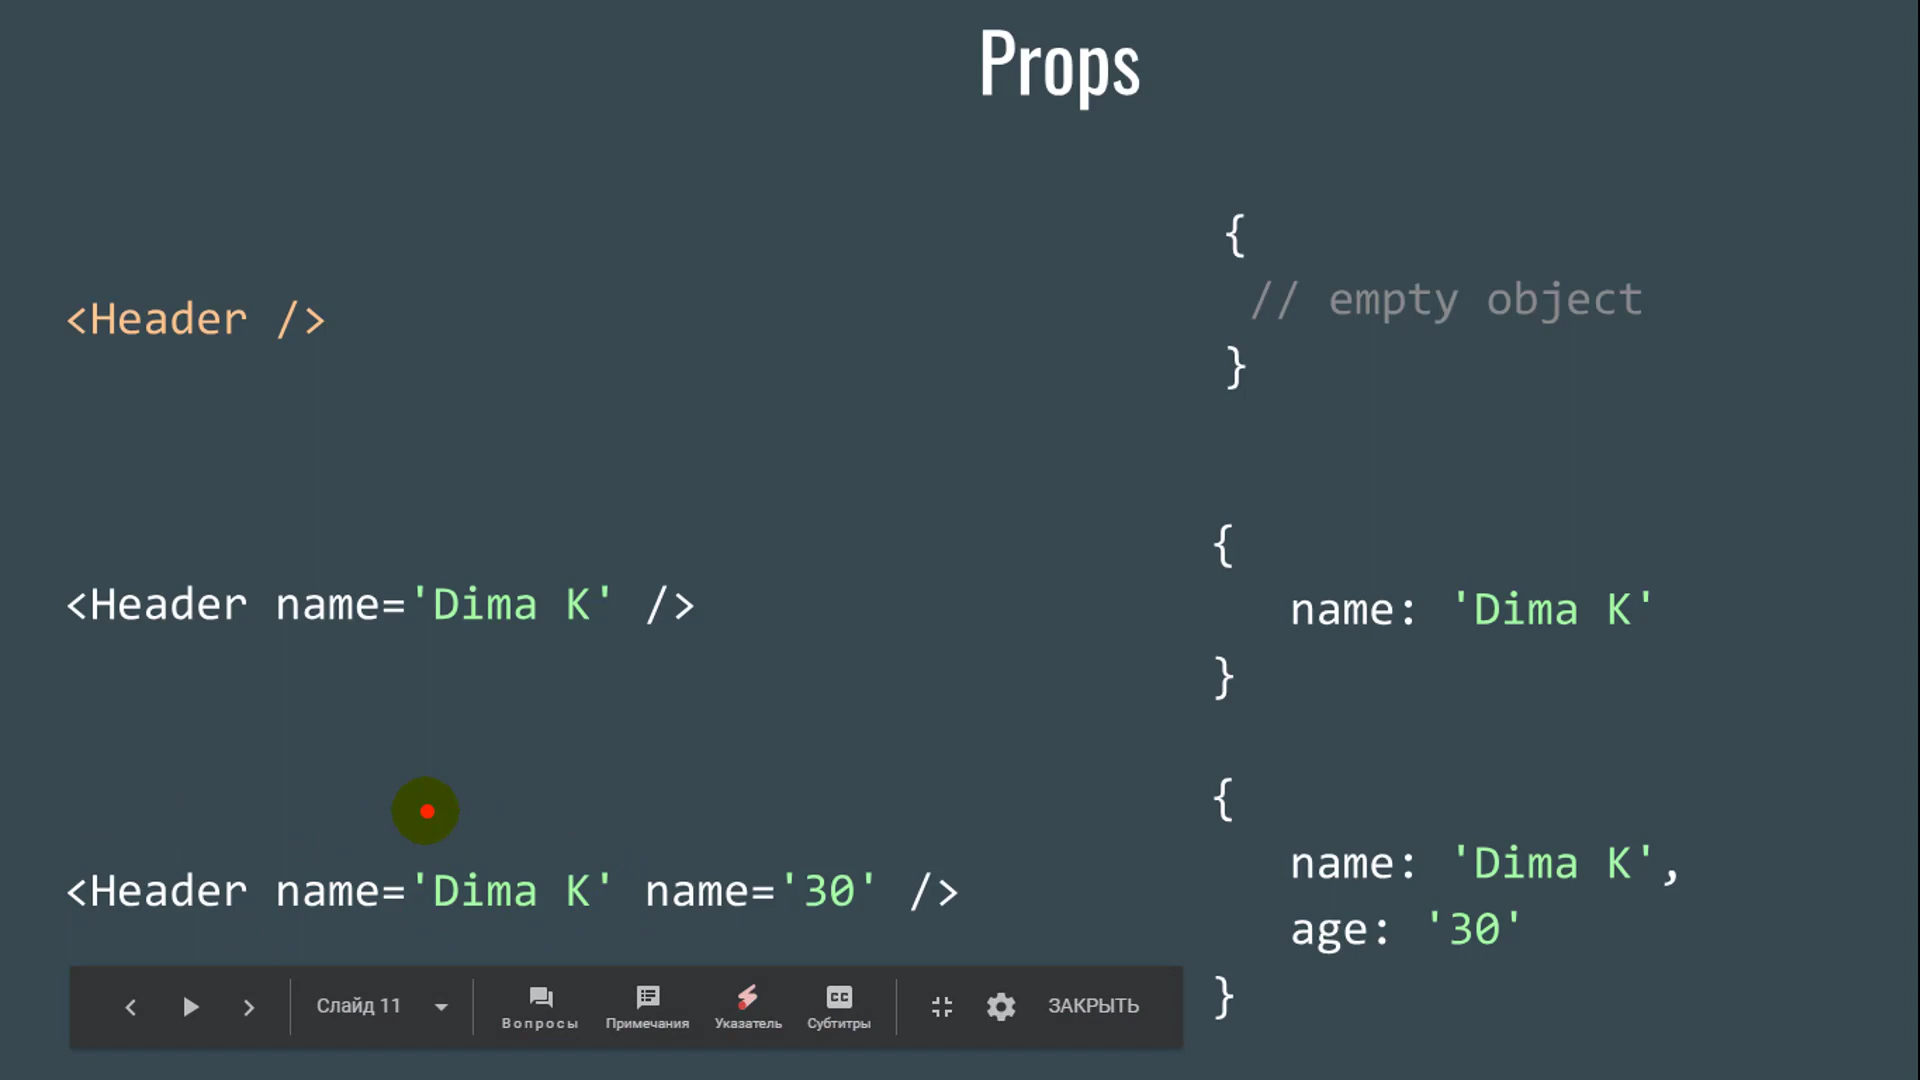 Props
<Header />
{
// empty object
}
<Header name='Dima K' />
{
name: 'Dima K'
}
<Header name='Dima K' name='30' />
{
name: 'Dima K',
age: '30'
}
Слайд 11
Вопросы
Примечания
Указатель
CC
Субтитры
ЗАКРЫТЬ